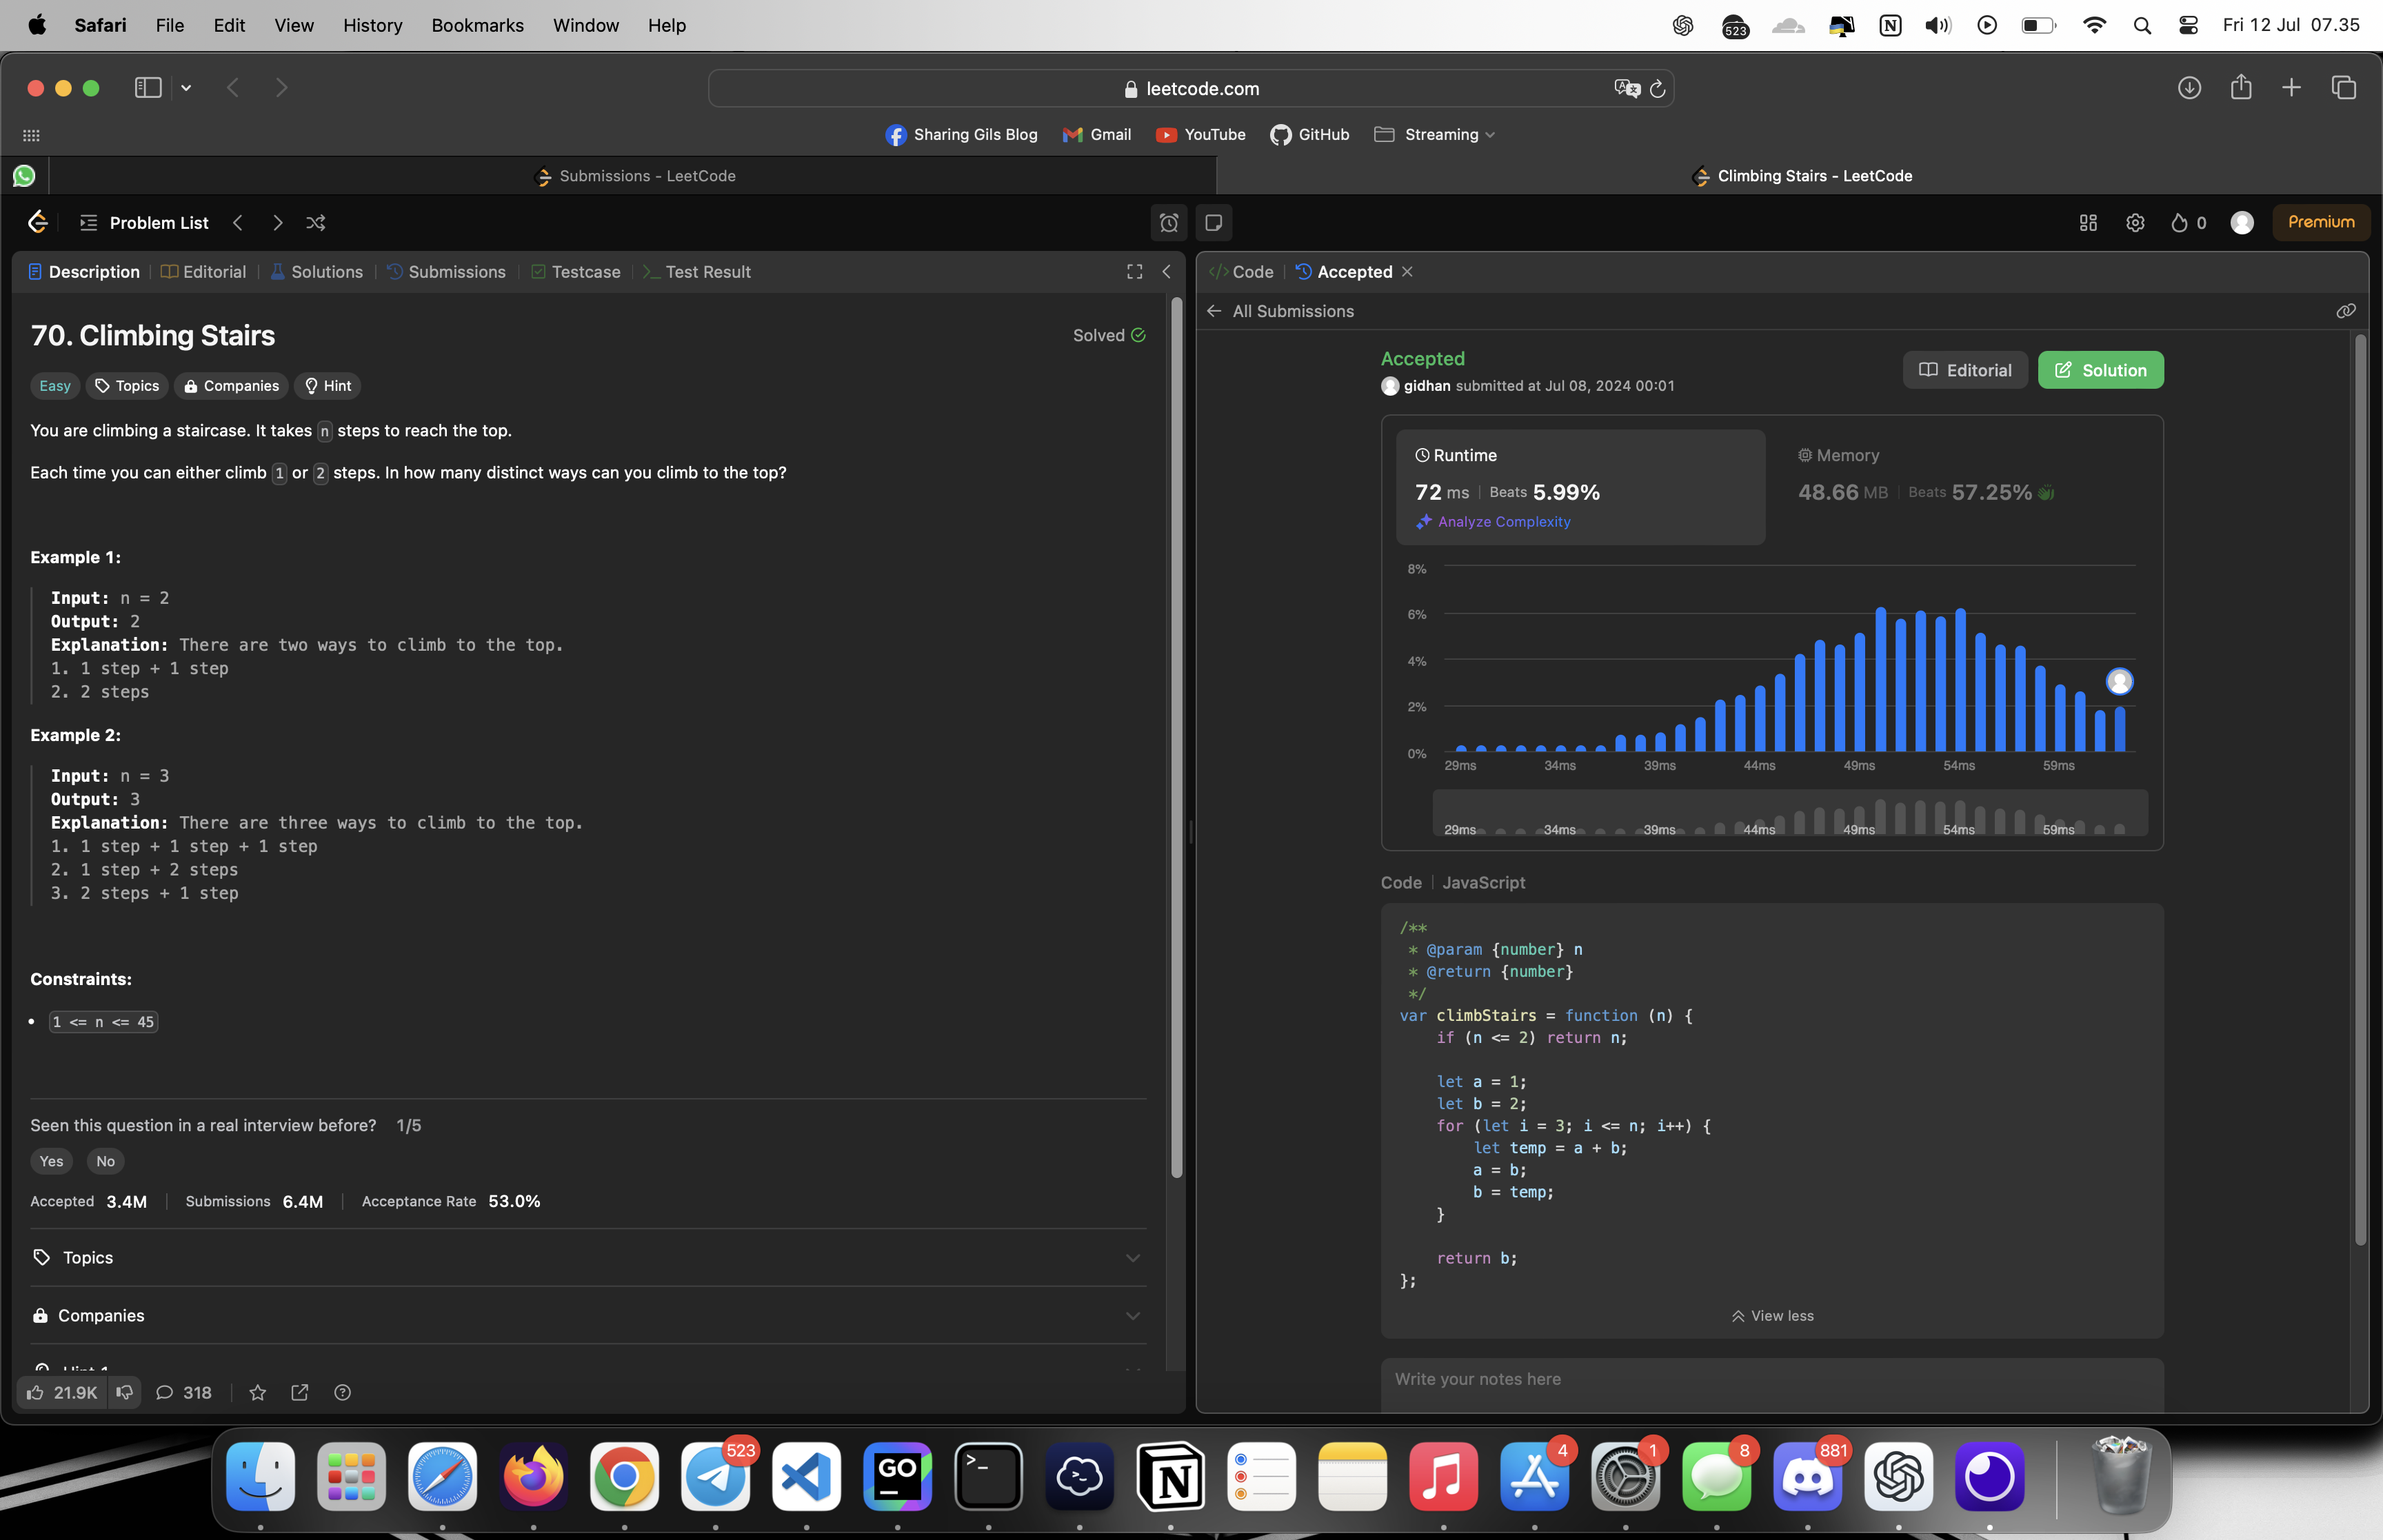 Safari File Edit View History Bookmarks Window Help 523 Fri 12 Jul 07.35
leetcode.com
Sharing Gils Blog Gmail YouTube GitHub Streaming
Submissions - LeetCode Climbing Stairs - LeetCode
Problem List 0 Premium
Description Editorial Solutions Submissions Testcase >_ Test Result
</> Code Accepted
All Submissions
70. Climbing Stairs Solved
Easy Topics Companies Hint
You are climbing a staircase. It takes n steps to reach the top.
Each time you can either climb 1 or 2 steps. In how many distinct ways can you climb to the top?
Example 1:
Input: n = 2
Output: 2
Explanation: There are two ways to climb to the top.
1. 1 step + 1 step
2. 2 steps
Example 2:
Input: n = 3
Output: 3
Explanation: There are three ways to climb to the top.
1. 1 step + 1 step + 1 step
2. 1 step + 2 steps
3. 2 steps + 1 step
Constraints:
• 1 <= n <= 45
Seen this question in a real interview before? 1/5
Yes No
Accepted 3.4M Submissions 6.4M Acceptance Rate 53.0%
Topics
Companies
Hint 1
21.9K 318
Accepted
gidhan submitted at Jul 08, 2024 00:01
Editorial Solution
Runtime
72 ms Beats 5.99%
Analyze Complexity
Memory
48.66 MB Beats 57.25%
8%
6%
4%
2%
0%
29ms 34ms 39ms 44ms 49ms 54ms 59ms
29ms 34ms 39ms 44ms 49ms 54ms 59ms
Code JavaScript
/**
 * @param {number} n
 * @return {number}
 */
var climbStairs = function (n) {
    if (n <= 2) return n;
    let a = 1;
    let b = 2;
    for (let i = 3; i <= n; i++) {
        let temp = a + b;
        a = b;
        b = temp;
    }
    return b;
};
View less
Write your notes here
523 GO >_ N 4 1 8 881